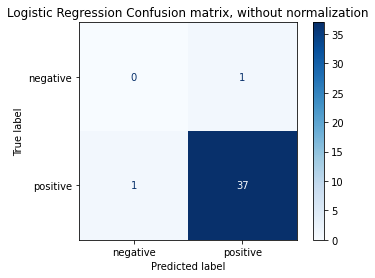 Logistic Regression Confusion matrix, without normalization
True label
negative
0
1
positive
1
37
negative
positive
Predicted label
35
30
25
20
15
10
5
0